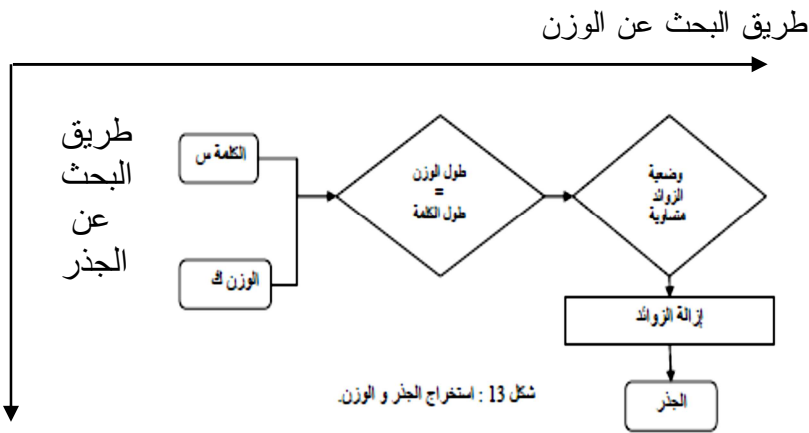 طريق البحث عن الوزن
طريق
البحث
عن
الجذر
الكلمة س
الوزن ك
طول الوزن
=
طول الكلمة
وضعية
الزوائد
متساوية
إزالة الزوائد
الجذر
شكل 13 : استخراج الجذر و الوزن.